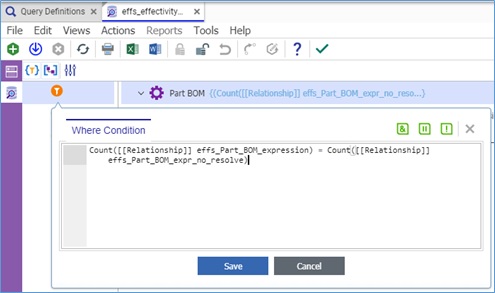 Query Definitions × effs_effectivity... ×
File Edit Views Actions Reports Tools Help
{T}
T Part BOM {(Count([[Relationship]] effs_Part_BOM_expr_no_reso...}
Where Condition
Count([[Relationship]] effs_Part_BOM_expression) = Count([[Relationship]]
effs_Part_BOM_expr_no_resolve)
Save Cancel